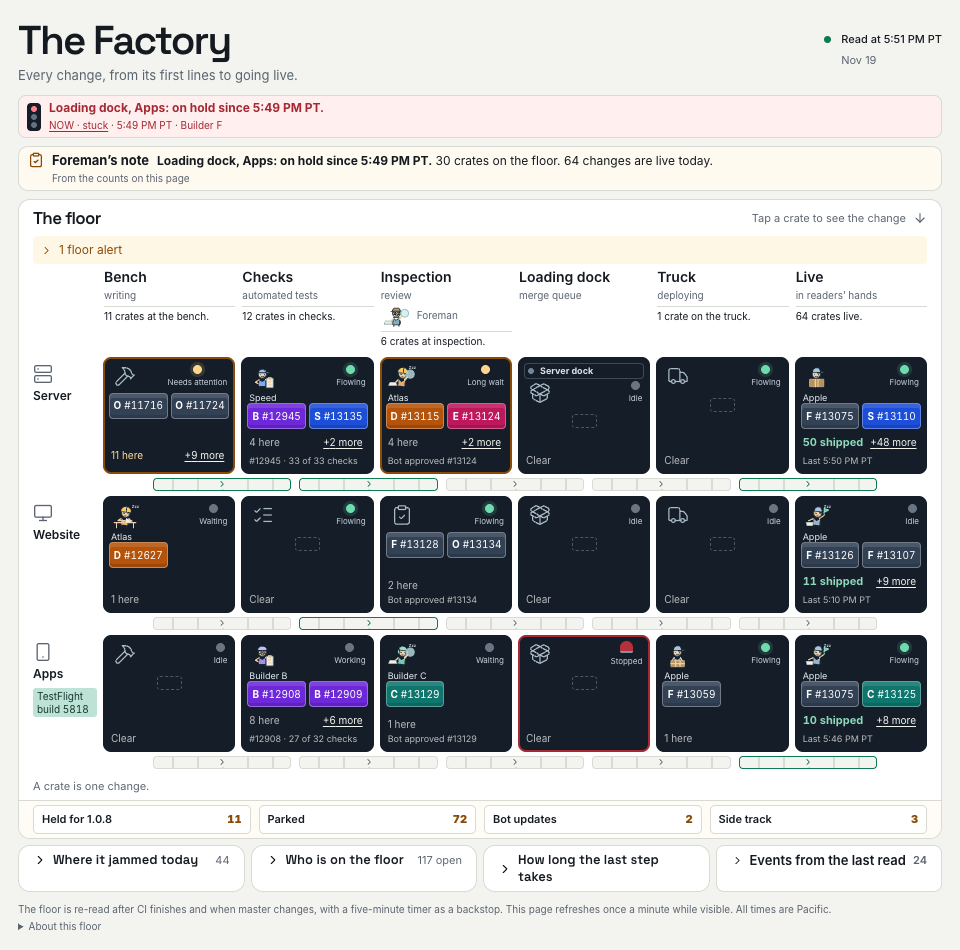 The Factory
Every change, from its first lines to going live.
Read at 5:51 PM PT
Nov 19
Loading dock, Apps: on hold since 5:49 PM PT.
NOW · stuck · 5:49 PM PT · Builder F
Foreman's note Loading dock, Apps: on hold since 5:49 PM PT. 30 crates on the floor. 64 changes are live today.
From the counts on this page
The floor
Tap a crate to see the change
1 floor alert
Bench
writing
11 crates at the bench.
Checks
automated tests
12 crates in checks.
Inspection
review
Foreman
6 crates at inspection.
Loading dock
merge queue
Truck
deploying
1 crate on the truck.
Live
in readers' hands
64 crates live.
Server
Needs attention
O #11716 O #11724
11 here +9 more
Flowing
Speed
B #12945 S #13135
4 here +2 more
#12945 · 33 of 33 checks
Long wait
Atlas
D #13115 E #13124
4 here +2 more
Bot approved #13124
Server dock
Idle
Clear
Flowing
Clear
Flowing
Apple
F #13075 S #13110
50 shipped +48 more
Last 5:50 PM PT
Website
Waiting
Atlas
D #12627
1 here
Flowing
Clear
Flowing
F #13128 O #13134
2 here
Bot approved #13134
Idle
Clear
Idle
Clear
Idle
Apple
F #13126 F #13107
11 shipped +9 more
Last 5:10 PM PT
Apps
TestFlight
build 5818
Idle
Clear
Working
Builder B
B #12908 B #12909
8 here +6 more
#12908 · 27 of 32 checks
Waiting
Builder C
C #13129
1 here
Bot approved #13129
Stopped
Clear
Flowing
Apple
F #13059
1 here
Flowing
Apple
F #13075 C #13125
10 shipped +8 more
Last 5:46 PM PT
A crate is one change.
Held for 1.0.8 11
Parked 72
Bot updates 2
Side track 3
Where it jammed today 44
Who is on the floor 117 open
How long the last step
takes
Events from the last read 24
The floor is re-read after CI finishes and when master changes, with a five-minute timer as a backstop. This page refreshes once a minute while visible. All times are Pacific.
About this floor